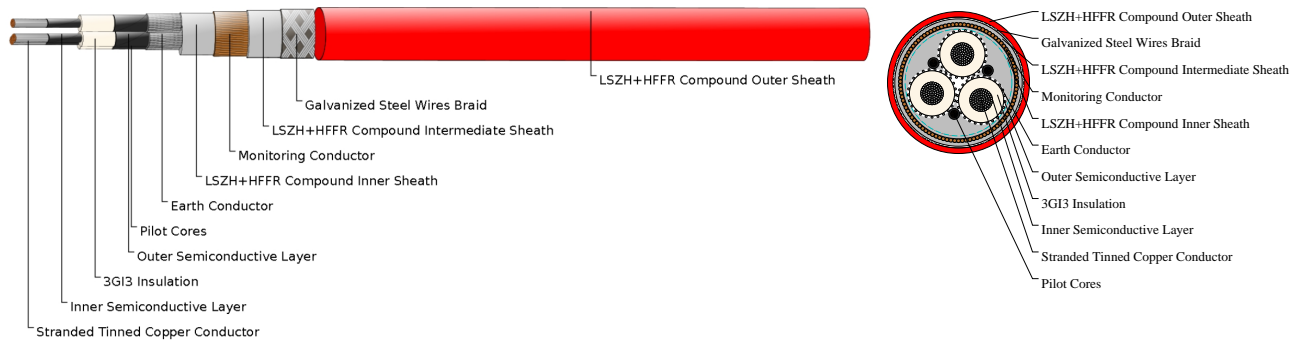 LSZH+HFFR Compound Outer Sheath
Galvanized Steel Wires Braid
LSZH+HFFR Compound Intermediate Sheath
Monitoring Conductor
LSZH+HFFR Compound Inner Sheath
Earth Conductor
Pilot Cores
Outer Semiconductive Layer
3GI3 Insulation
Inner Semiconductive Layer
Stranded Tinned Copper Conductor
LSZH+HFFR Compound Outer Sheath
Galvanized Steel Wires Braid
LSZH+HFFR Compound Intermediate Sheath
Monitoring Conductor
LSZH+HFFR Compound Inner Sheath
Earth Conductor
Outer Semiconductive Layer
3GI3 Insulation
Inner Semiconductive Layer
Stranded Tinned Copper Conductor
Pilot Cores